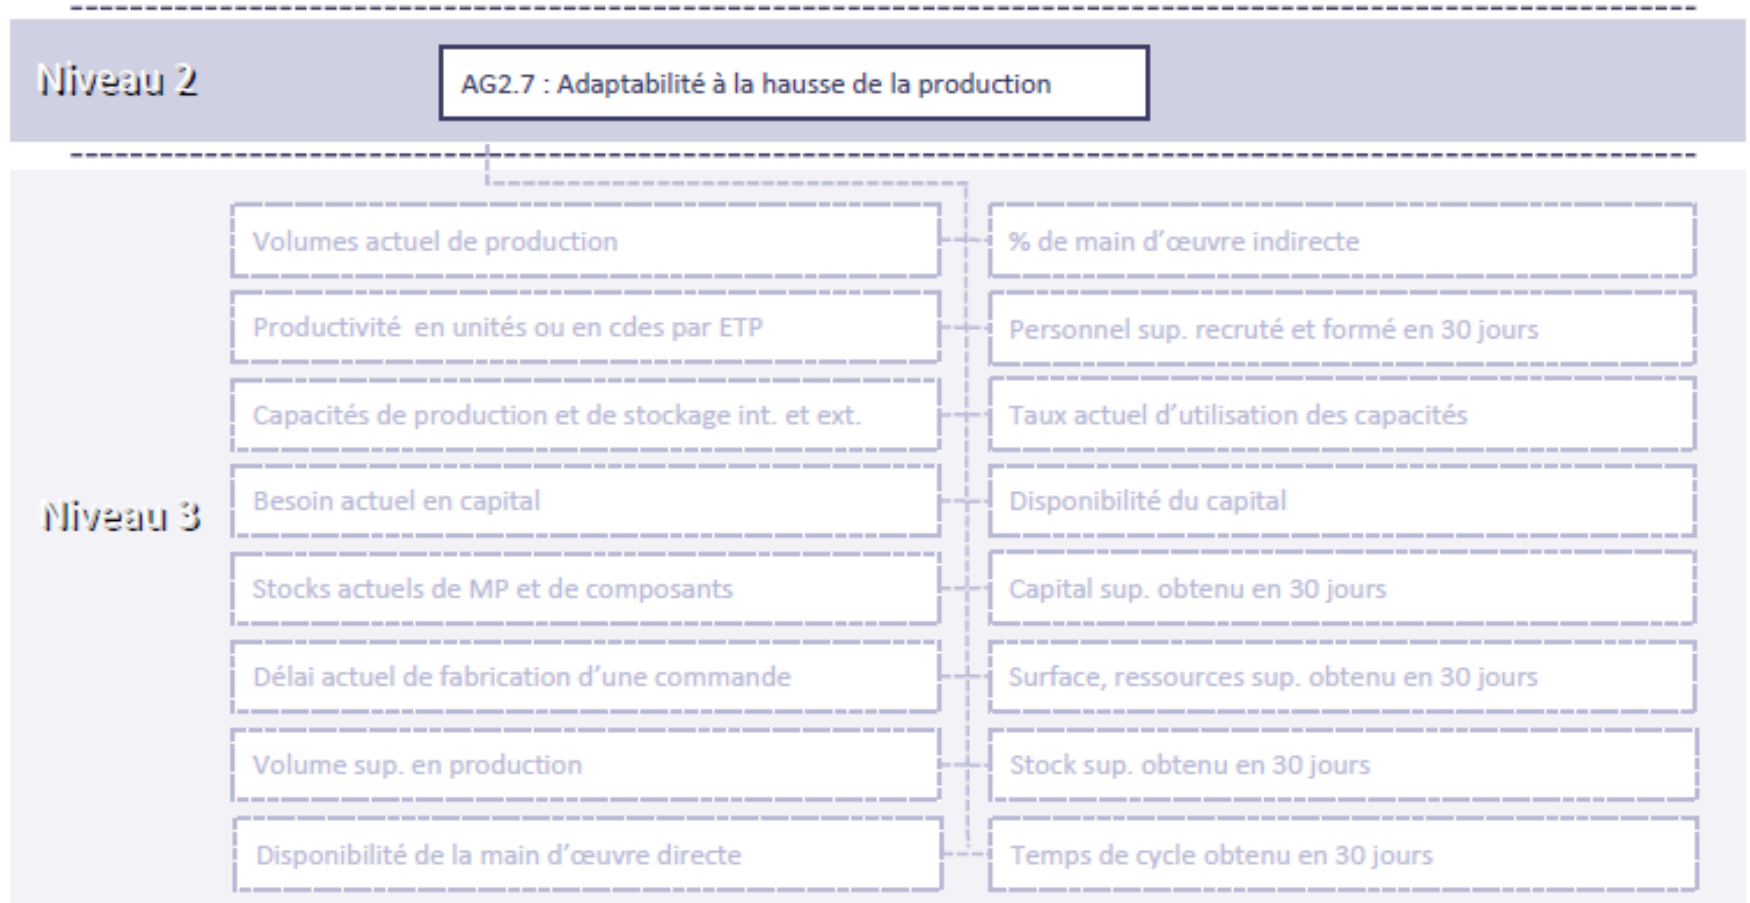 Niveau 2
AG2.7 : Adaptabilité à la hausse de la production
Niveau 3
Volumes actuel de production
% de main d’œuvre indirecte
Productivité  en unités ou en cdes par ETP
Personnel sup. recruté et formé en 30 jours
Capacités de production et de stockage int. et ext.
Taux actuel d’utilisation des capacités
Besoin actuel en capital
Disponibilité du capital
Stocks actuels de MP et de composants
Capital sup. obtenu en 30 jours
Délai actuel de fabrication d’une commande
Surface, ressources sup. obtenu en 30 jours
Volume sup. en production
Stock sup. obtenu en 30 jours
Disponibilité de la main d’œuvre directe
Temps de cycle obtenu en 30 jours